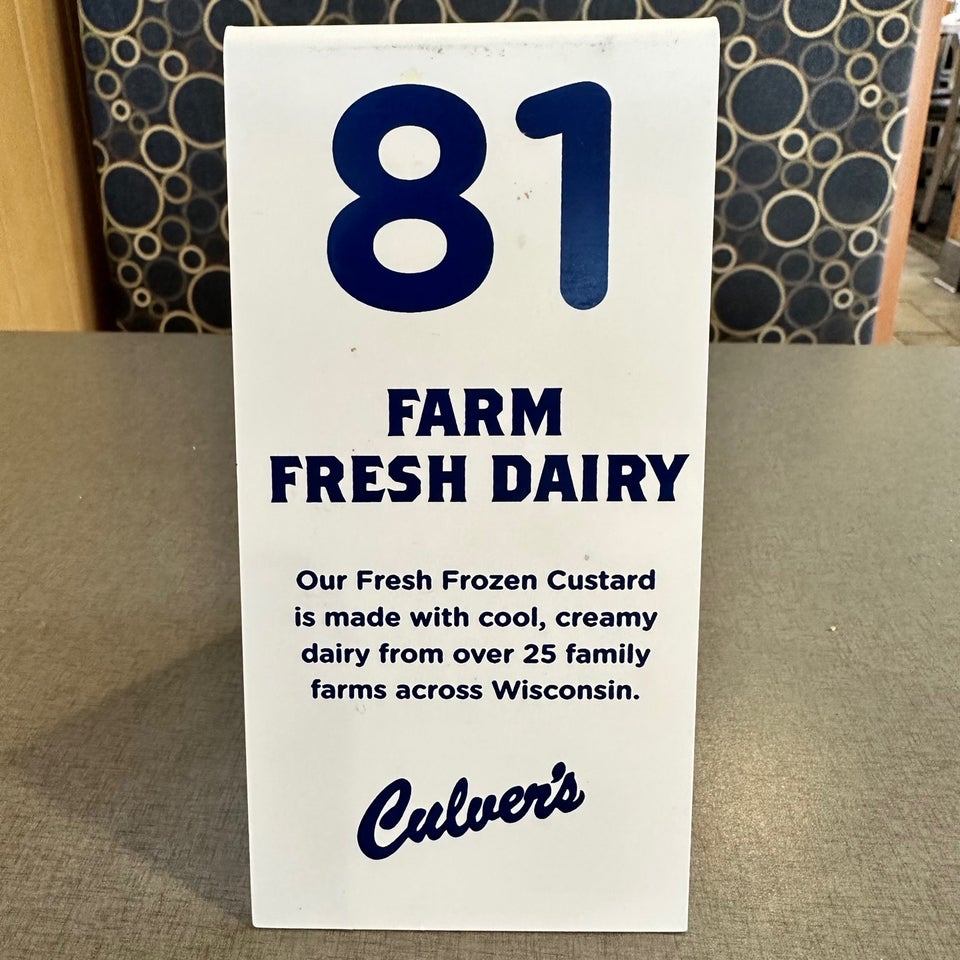 81
FARM
FRESH DAIRY
Our Fresh Frozen Custard
is made with cool, creamy
dairy from over 25 family
farms across Wisconsin.
Culver's